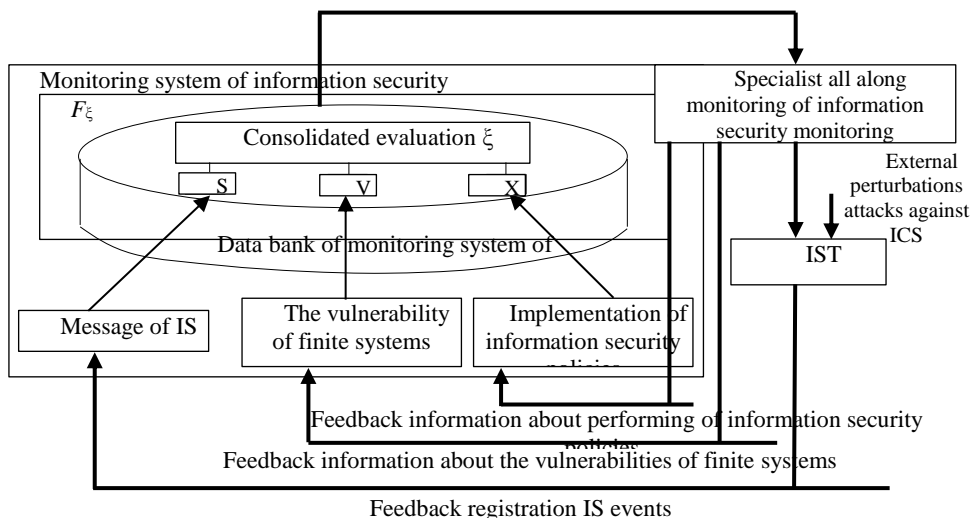 Monitoring system of information security
Fξ
Consolidated evaluation ξ
S
V
X
Data bank of monitoring system of
Message of IS
The vulnerability
of finite systems
Implementation of
information security
policies
Specialist all along
monitoring of information
security monitoring
External
perturbations
attacks against
ICS
IST
Feedback information about performing of information security
policies
Feedback information about the vulnerabilities of finite systems
Feedback registration IS events